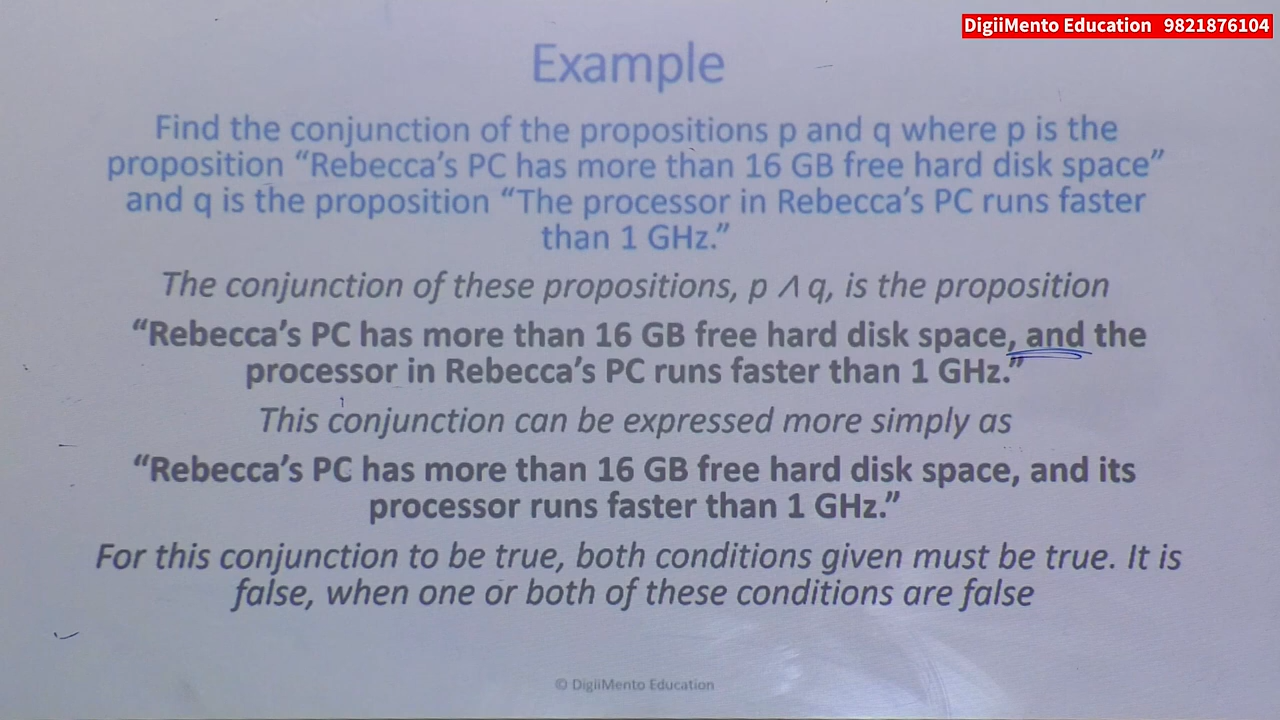 DigiiMento Education 9821876104
Example
Find the conjunction of the propositions p and q where p is the
proposition “Rebecca’s PC has more than 16 GB free hard disk space”
and q is the proposition “The processor in Rebecca’s PC runs faster
than 1 GHz.”
The conjunction of these propositions, p ∧ q, is the proposition
“Rebecca’s PC has more than 16 GB free hard disk space, and the
processor in Rebecca’s PC runs faster than 1 GHz.”
This conjunction can be expressed more simply as
“Rebecca’s PC has more than 16 GB free hard disk space, and its
processor runs faster than 1 GHz.”
For this conjunction to be true, both conditions given must be true. It is
false, when one or both of these conditions are false
© DigiiMento Education